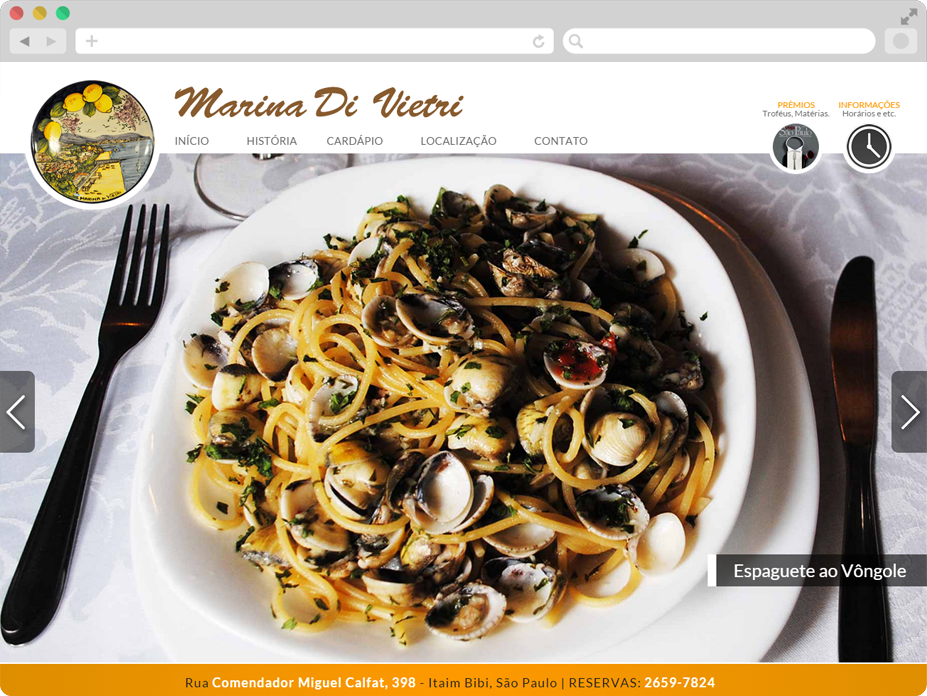 Marina Di Vietri
PRÊMIOS
Troféus, Matérias.
INFORMAÇÕES
Horários e etc.
INÍCIO HISTÓRIA CARDÁPIO LOCALIZAÇÃO CONTATO
São Paulo
Espaguete ao Vôngole
Rua Comendador Miguel Calfat, 398 - Itaim Bibi, São Paulo | RESERVAS: 2659-7824